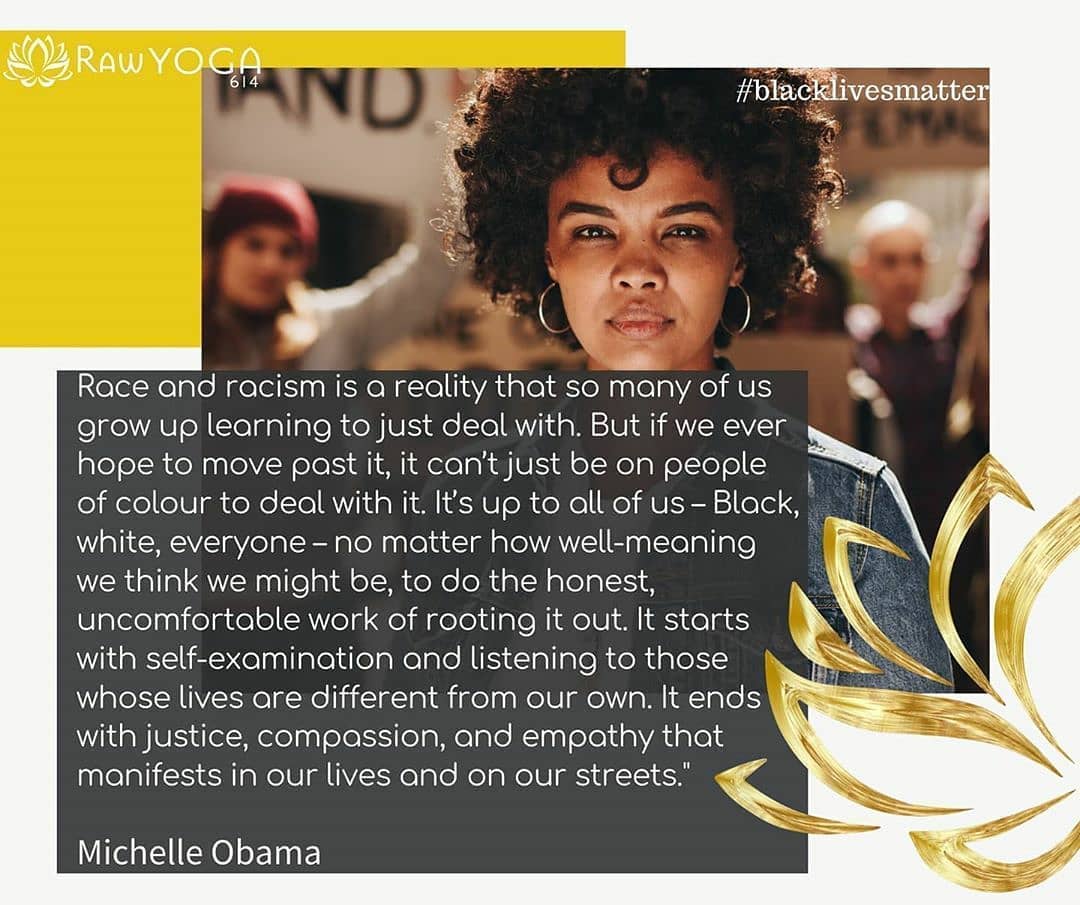 RAWYOGA
614
#blacklivesmatter
AND
FEMAL
WE
Race and racism is a reality that so many of us
grow up learning to just deal with. But if we ever
hope to move past it, it can't just be on people
of colour to deal with it. It's up to all of us – Black,
white, everyone – no matter how well-meaning
we think we might be, to do the honest,
uncomfortable work of rooting it out. It starts
with self-examination and listening to those
whose lives are different from our own. It ends
with justice, compassion, and empathy that
manifests in our lives and on our streets."
Michelle Obama